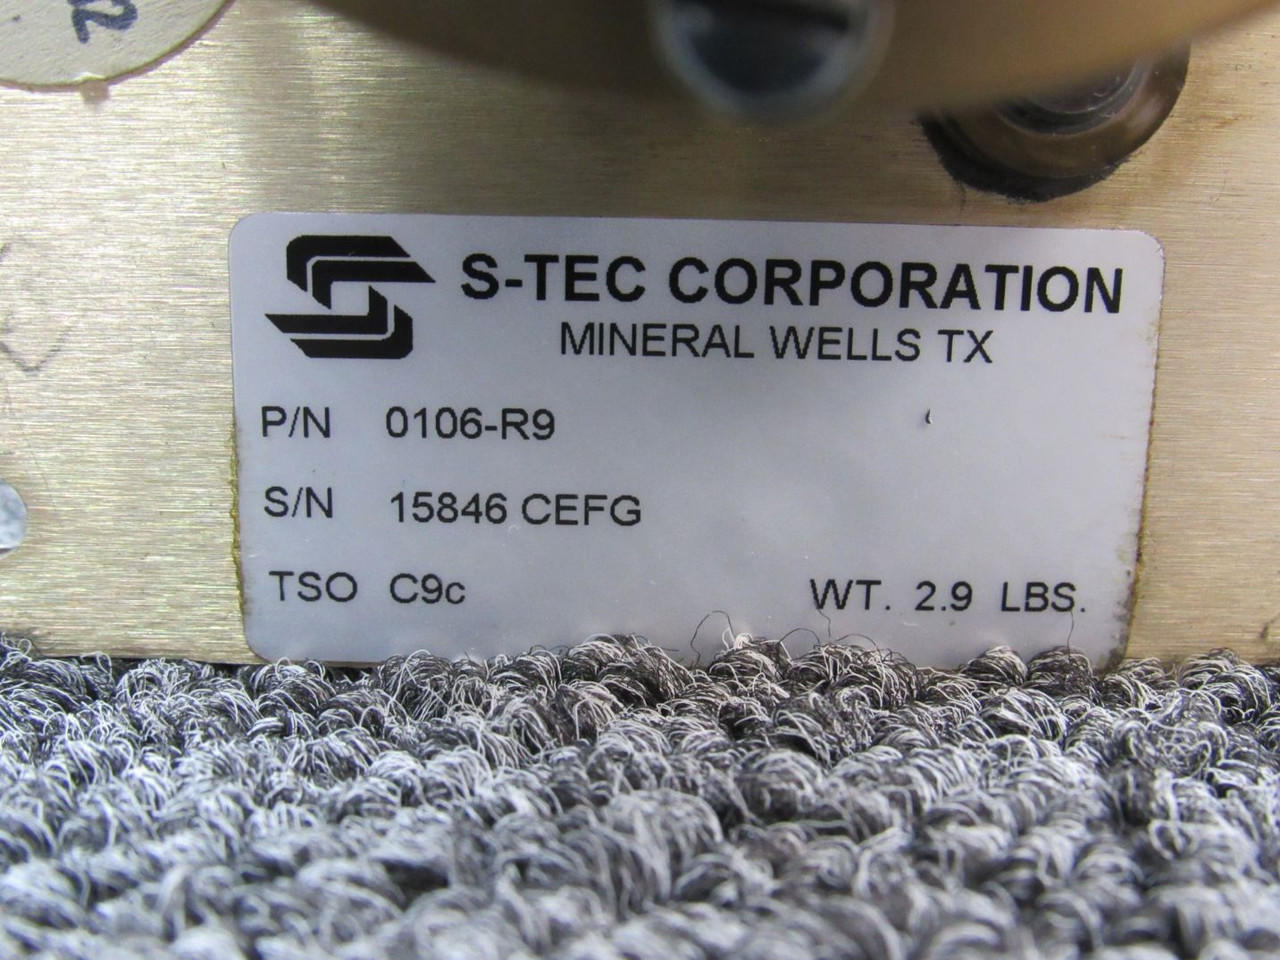 S-TEC CORPORATION
MINERAL WELLS TX
P/N 0106-R9
S/N 15846 CEFG
TSO C9c WT. 2.9 LBS.